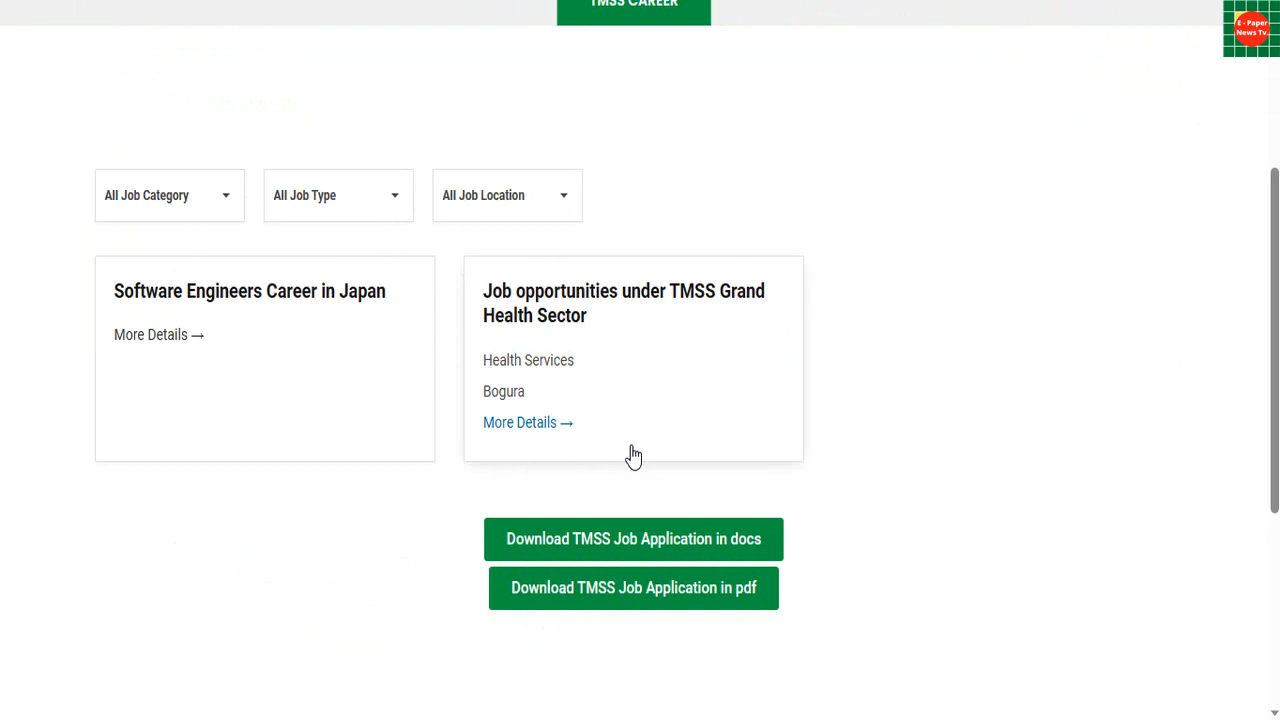 TMSS CAREER
E - Paper
News Tv.
All Job Category
All Job Type
All Job Location
Software Engineers Career in Japan
More Details →
Job opportunities under TMSS Grand
Health Sector
Health Services
Bogura
More Details →
Download TMSS Job Application in docs
Download TMSS Job Application in pdf